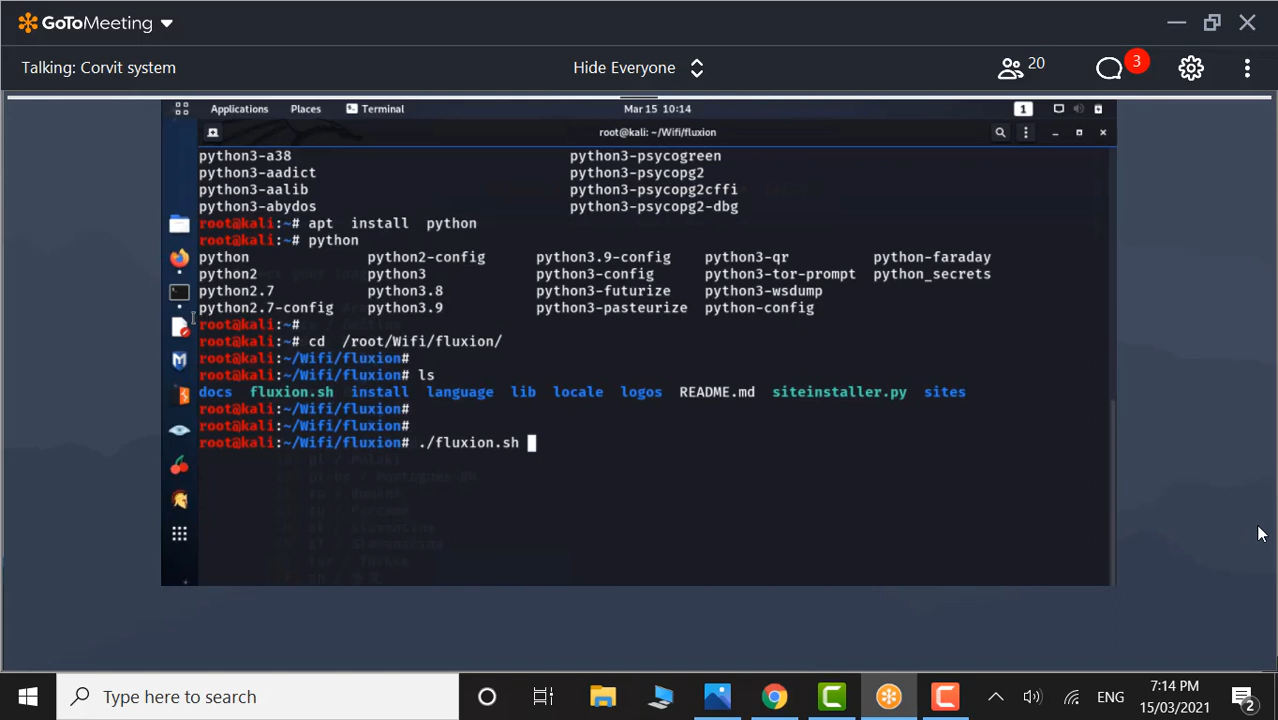 GoToMeeting
Talking: Corvit system
Hide Everyone
20
3
Applications Places Terminal Mar 15 10:14 1
root@kali: ~/Wifi/fluxion
python3-a38 python3-psycogreen
python3-aadict python3-psycopg2
python3-aalib python3-psycopg2cffi
python3-abydos python3-psycopg2-dbg
root@kali:~# apt install python
root@kali:~# python
python python2-config python3.9-config python3-qr python-faraday
python2 python3 python3-config python3-tor-prompt python_secrets
python2.7 python3.8 python3-futurize python3-wsdump
python2.7-config python3.9 python3-pasteurize python-config
root@kali:~#
root@kali:~# cd /root/Wifi/fluxion/
root@kali:~/Wifi/fluxion#
root@kali:~/Wifi/fluxion# ls
docs fluxion.sh install language lib locale logos README.md siteinstaller.py sites
root@kali:~/Wifi/fluxion#
root@kali:~/Wifi/fluxion#
root@kali:~/Wifi/fluxion# ./fluxion.sh
Type here to search
ENG
7:14 PM
15/03/2021
2